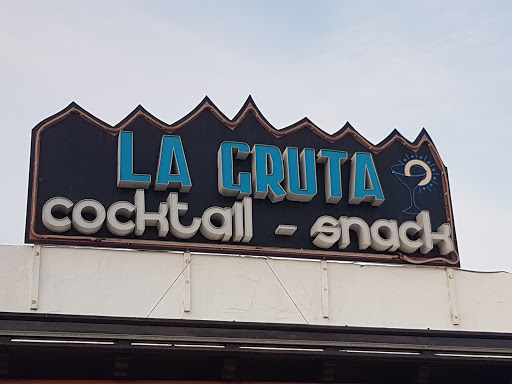 LA GRUTA
cocktail - snack